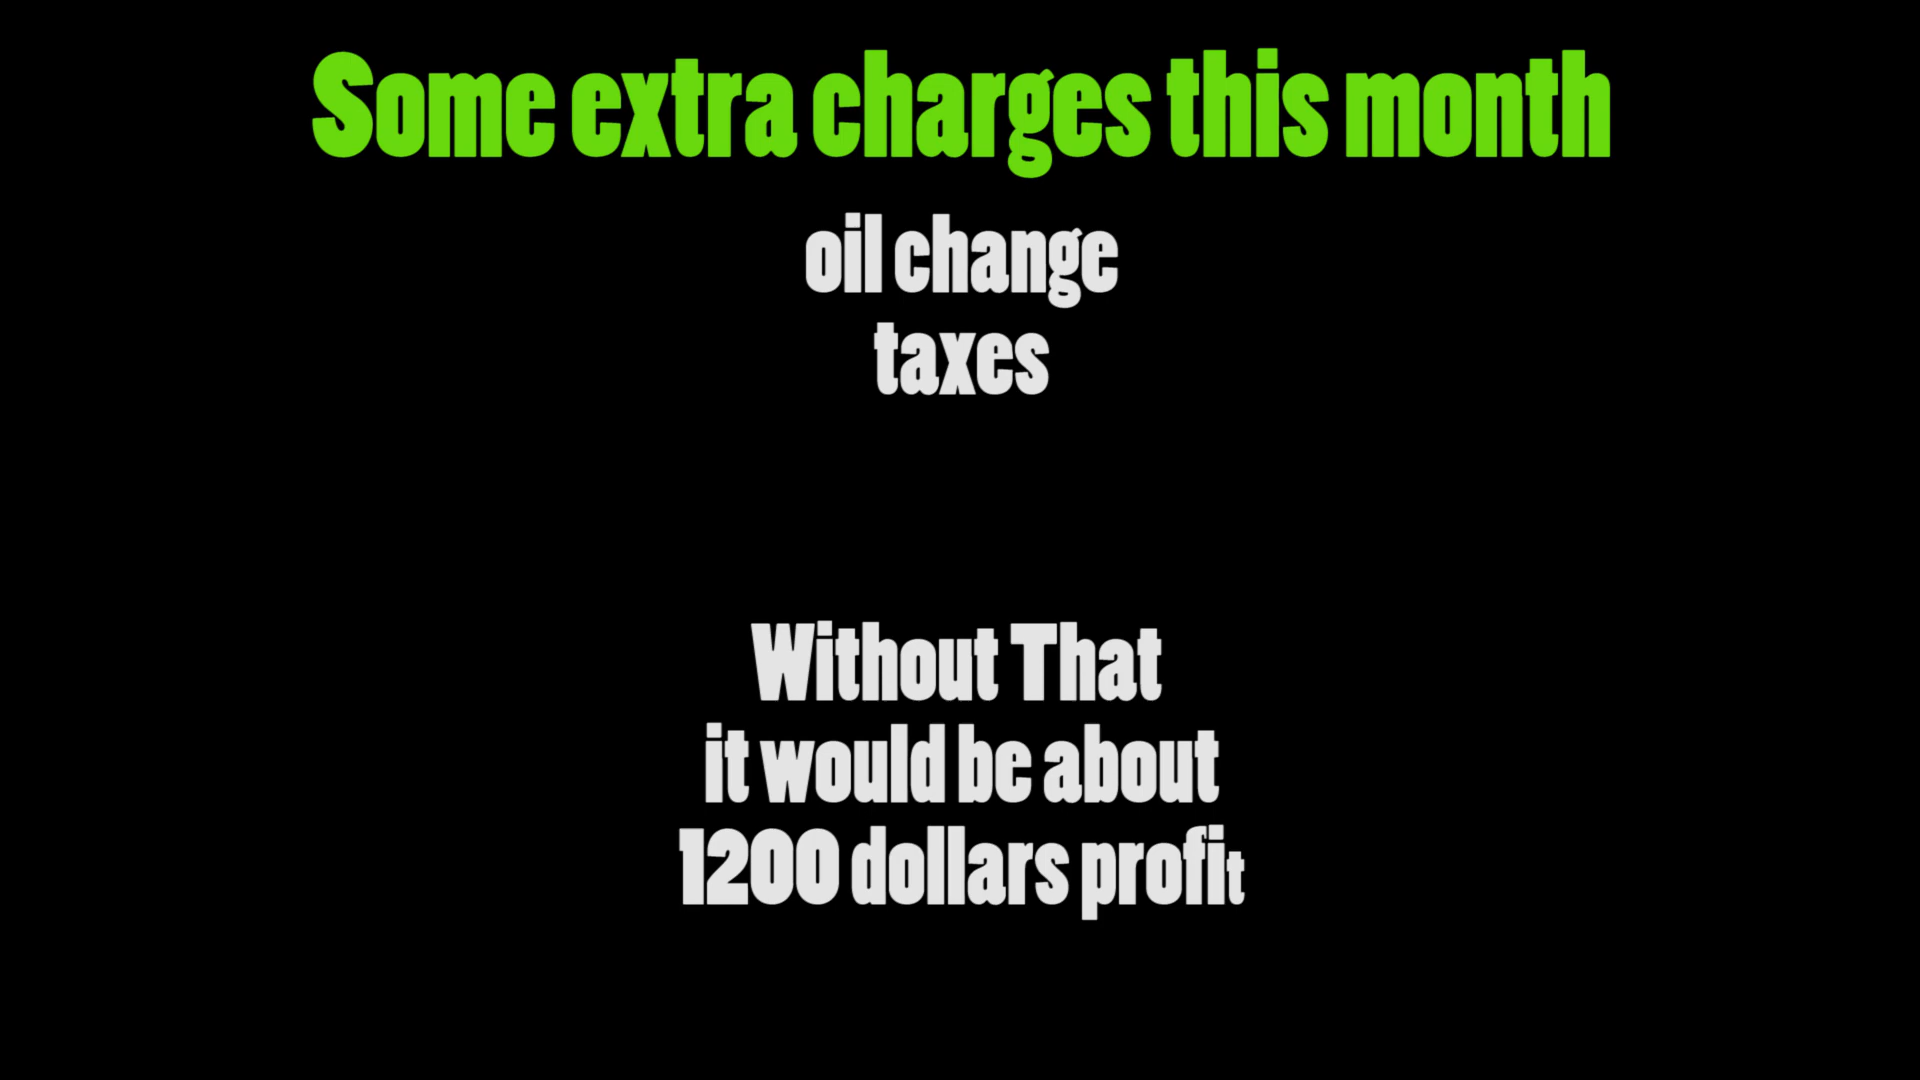 Some extra charges this month
oil change
taxes
Without That
it would be about
1200 dollars profit